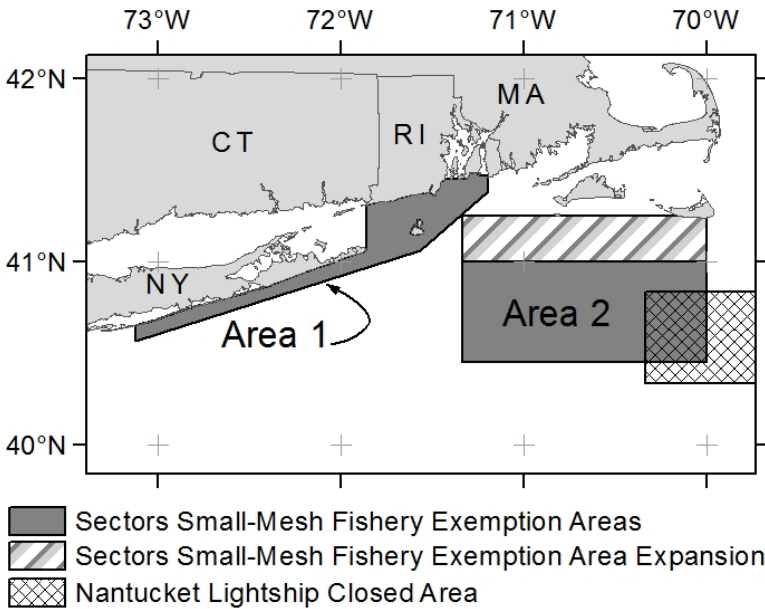 73°W 72°W 71°W 70°W
42°N
MA
RI
CT
41°N
NY
Area 1
Area 2
40°N
Sectors Small-Mesh Fishery Exemption Areas
Sectors Small-Mesh Fishery Exemption Area Expansion
Nantucket Lightship Closed Area